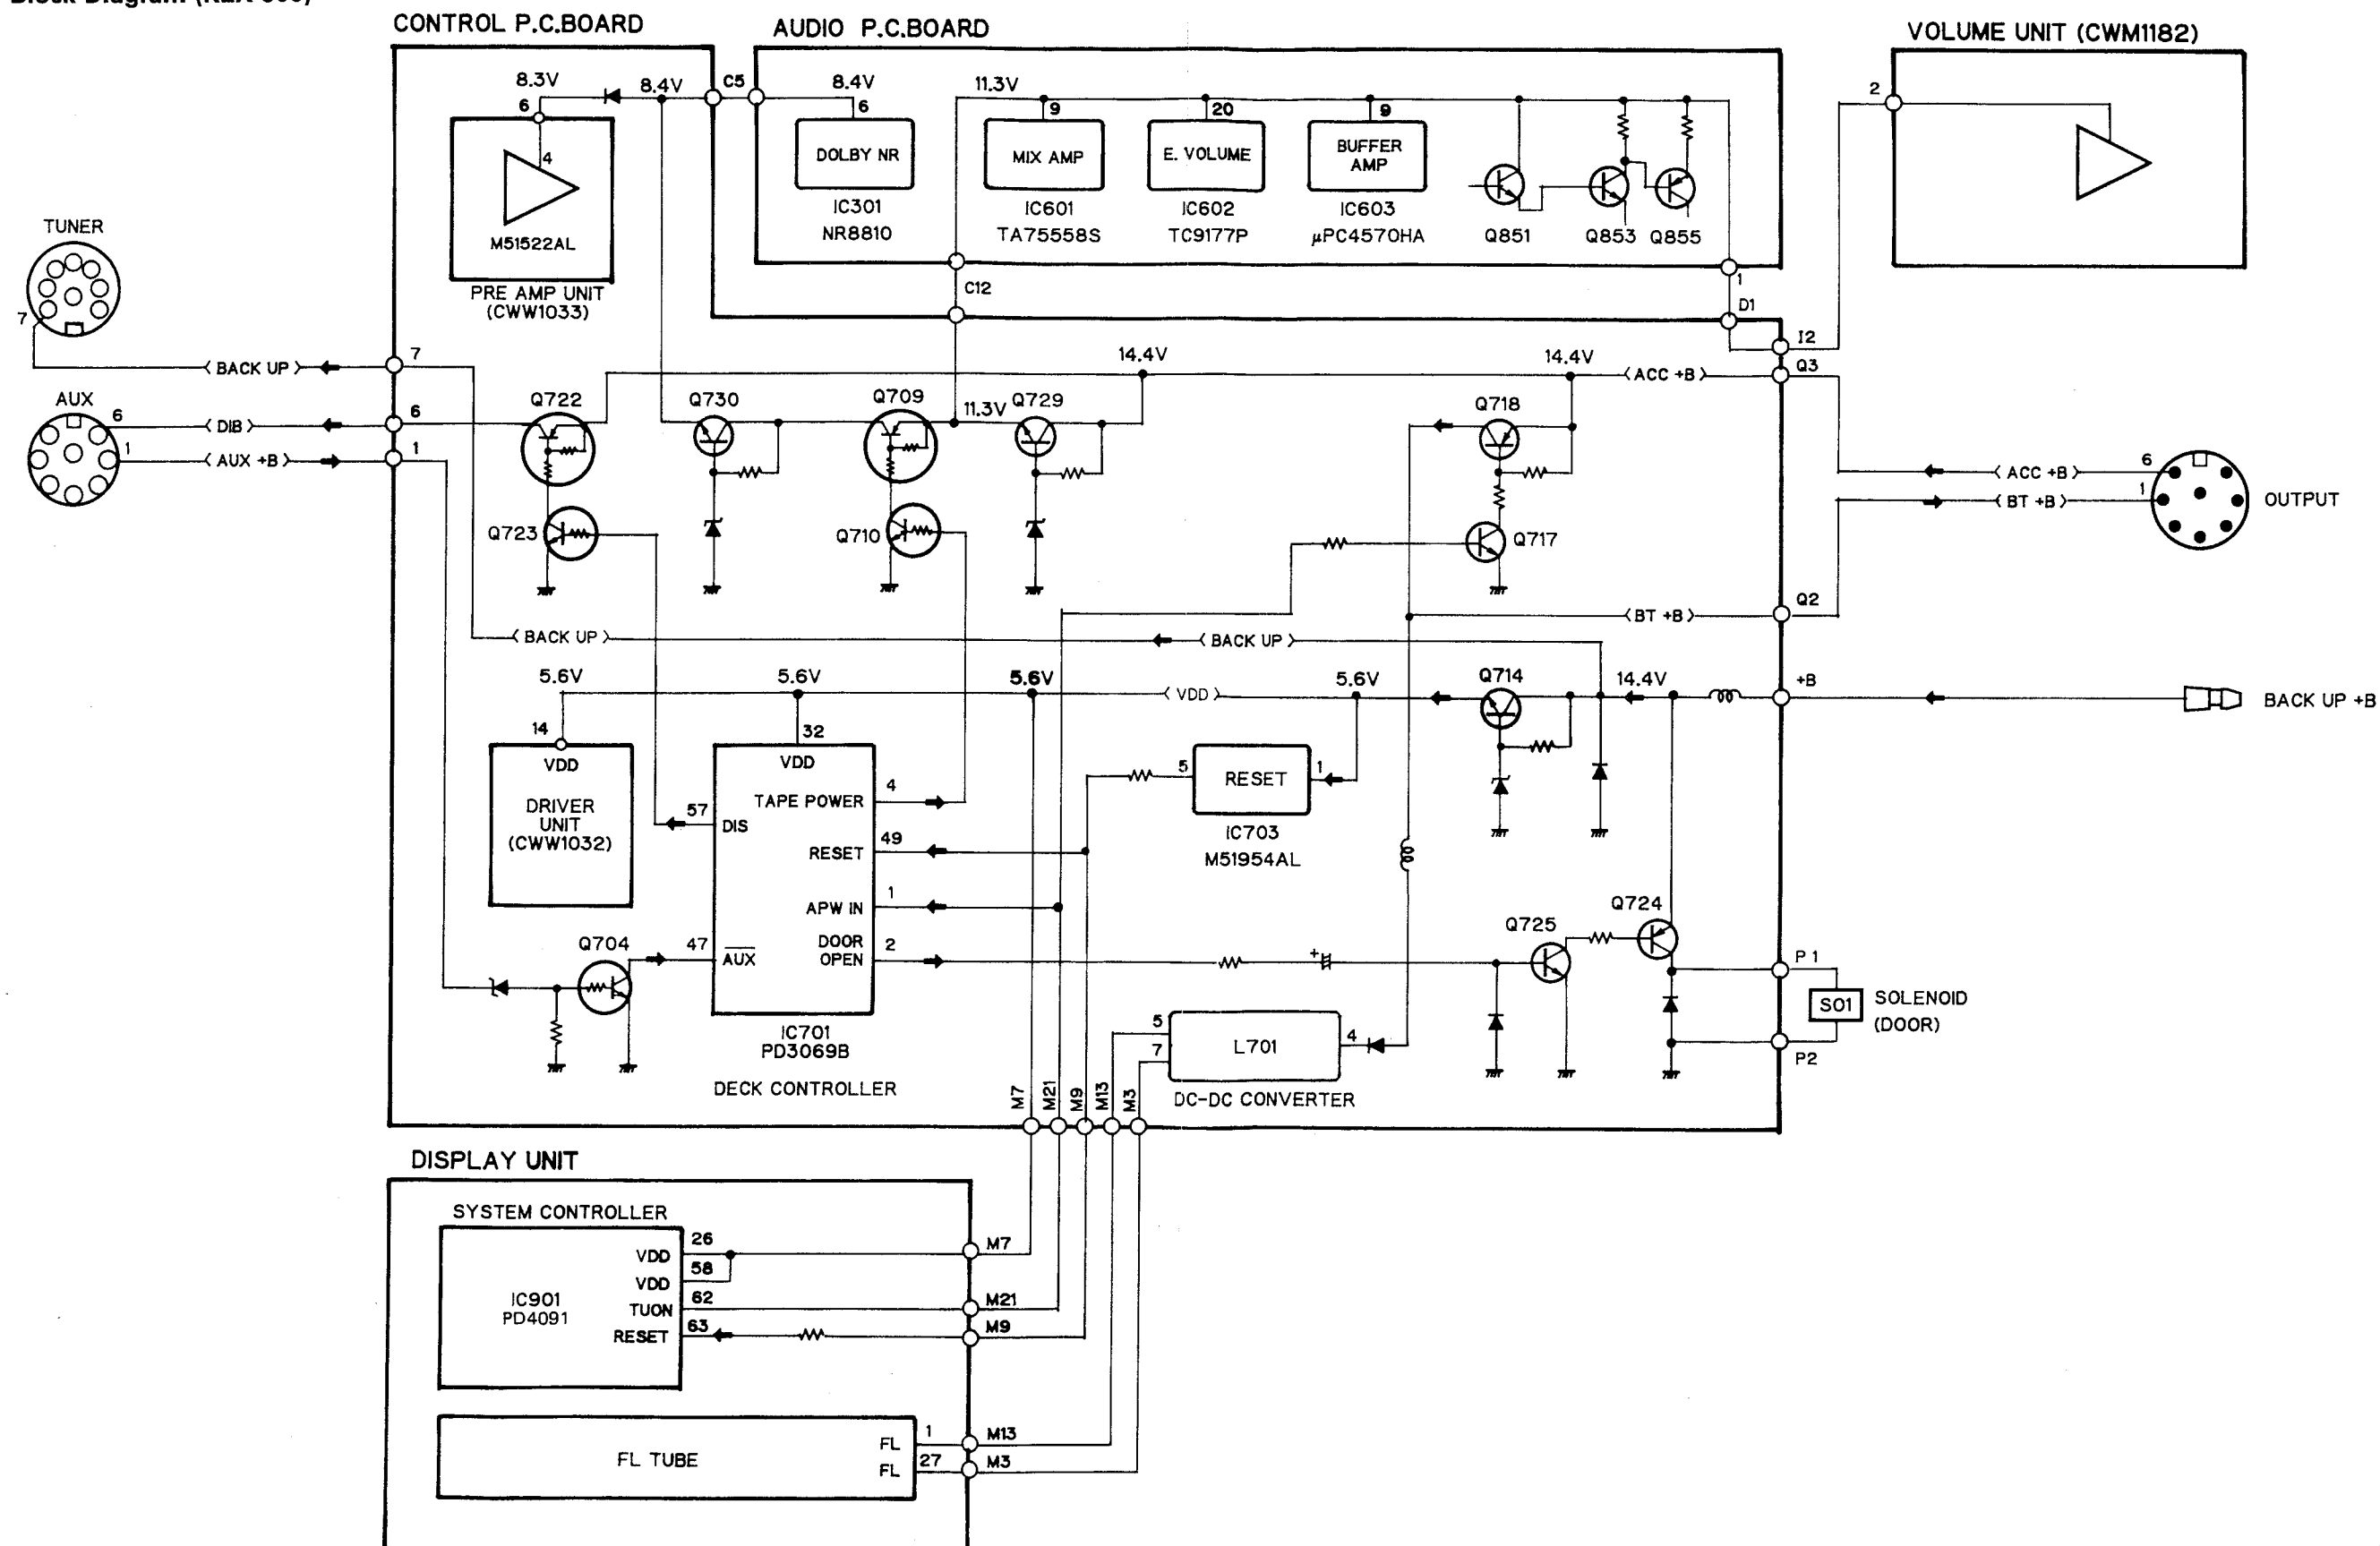 CONTROL P.C.BOARD
AUDIO P.C.BOARD
VOLUME UNIT (CWM1182)
8.3V
8.4V
C5
8.4V
11.3V
2
6
6
9
20
9
4
DOLBY NR
MIX AMP
E. VOLUME
BUFFER
AMP
M51522AL
IC301
NR8810
IC601
TA75558S
IC602
TC9177P
IC603
µPC4570HA
Q851
Q853
Q855
PRE AMP UNIT
(CWW1033)
TUNER
7
C12
1
D1
I2
BACK UP
7
14.4V
14.4V
ACC +B
Q3
AUX
6
DIB
6
1
AUX +B
1
Q722
Q730
Q709
11.3V
Q729
Q718
Q723
Q710
Q717
6
ACC +B
1
BT +B
OUTPUT
BT +B
Q2
BACK UP
BACK UP
5.6V
5.6V
5.6V
VDD
5.6V
Q714
14.4V
+B
BACK UP +B
14
VDD
DRIVER
UNIT
(CWW1032)
32
VDD
TAPE POWER
4
57
DIS
RESET
49
APW IN
1
DOOR
OPEN
2
47
AUX
5
RESET
1
IC703
M51954AL
Q704
Q725
Q724
+
IC701
PD3069B
DECK CONTROLLER
5
7
L701
4
DC-DC CONVERTER
P1
S01
SOLENOID
(DOOR)
P2
M7
M21
M9
M13
M3
DISPLAY UNIT
SYSTEM CONTROLLER
VDD
26
M7
VDD
58
IC901
PD4091
TUON
62
M21
RESET
63
M9
FL TUBE
FL
1
M13
FL
27
M3